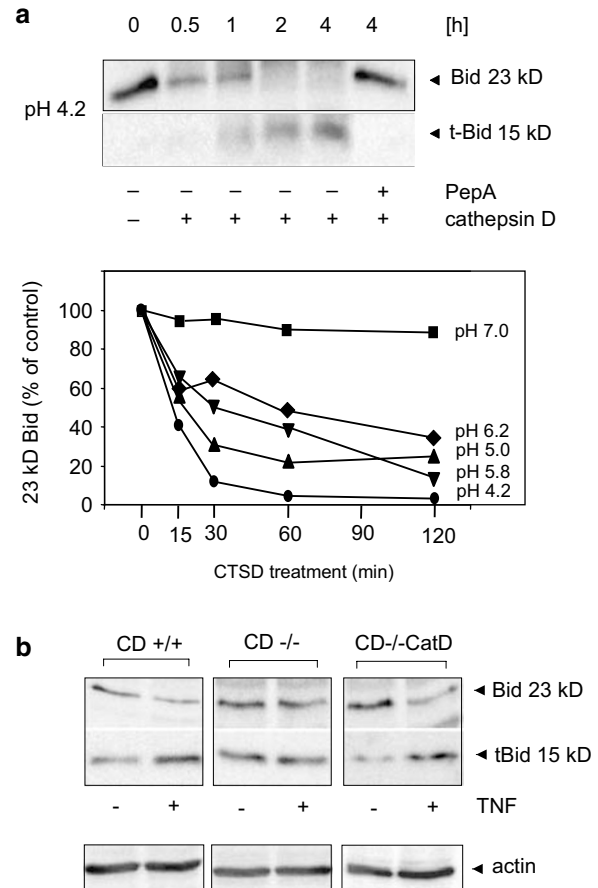 a
0 0.5 1 2 4 4 [h]
Bid 23 kD
pH 4.2
t-Bid 15 kD
– – – – – + PepA
– + + + + + cathepsin D
23 kD Bid (% of control)
100
80
60
40
20
0
pH 7.0
pH 6.2
pH 5.0
pH 5.8
pH 4.2
0 15 30 60 90 120
CTSD treatment (min)
b
CD +/+ CD -/- CD-/-CatD
Bid 23 kD
tBid 15 kD
- + - + - + TNF
actin